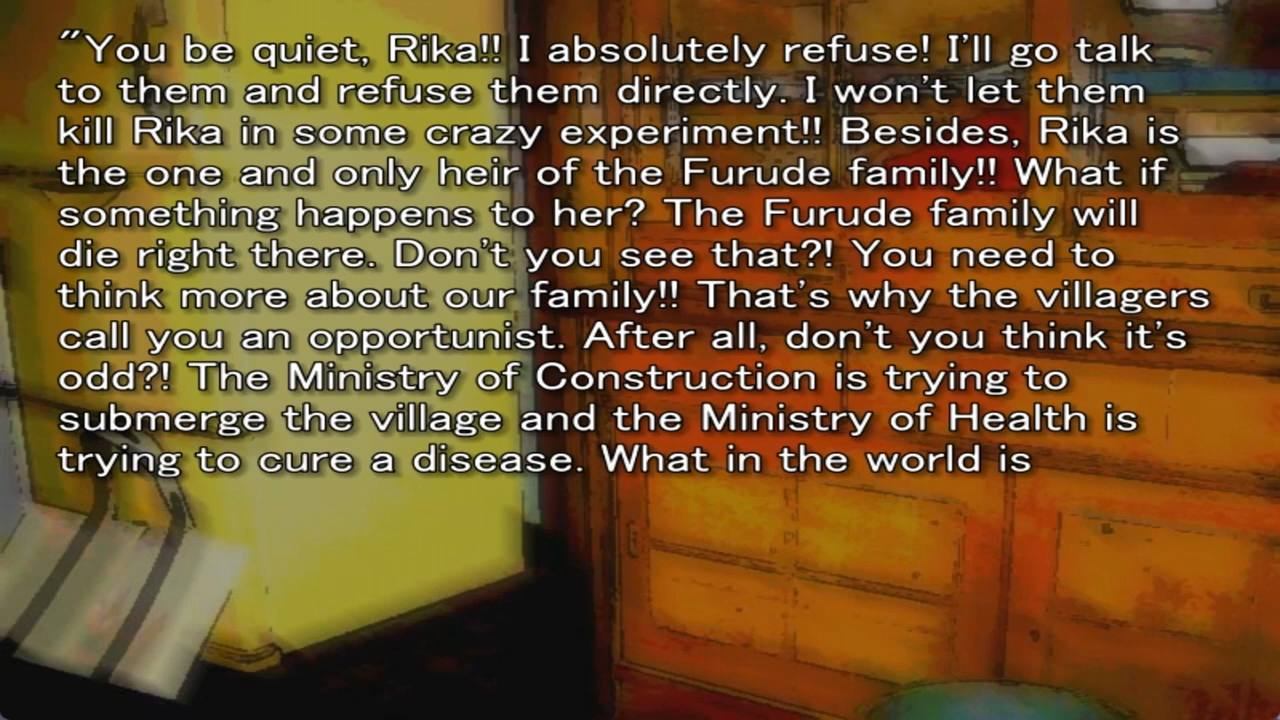 "You be quiet, Rika!! I absolutely refuse! I'll go talk
to them and refuse them directly. I won't let them
kill Rika in some crazy experiment!! Besides, Rika is
the one and only heir of the Furude family!! What if
something happens to her? The Furude family will
die right there. Don't you see that?! You need to
think more about our family!! That's why the villagers
call you an opportunist. After all, don't you think it's
odd?! The Ministry of Construction is trying to
submerge the village and the Ministry of Health is
trying to cure a disease. What in the world is